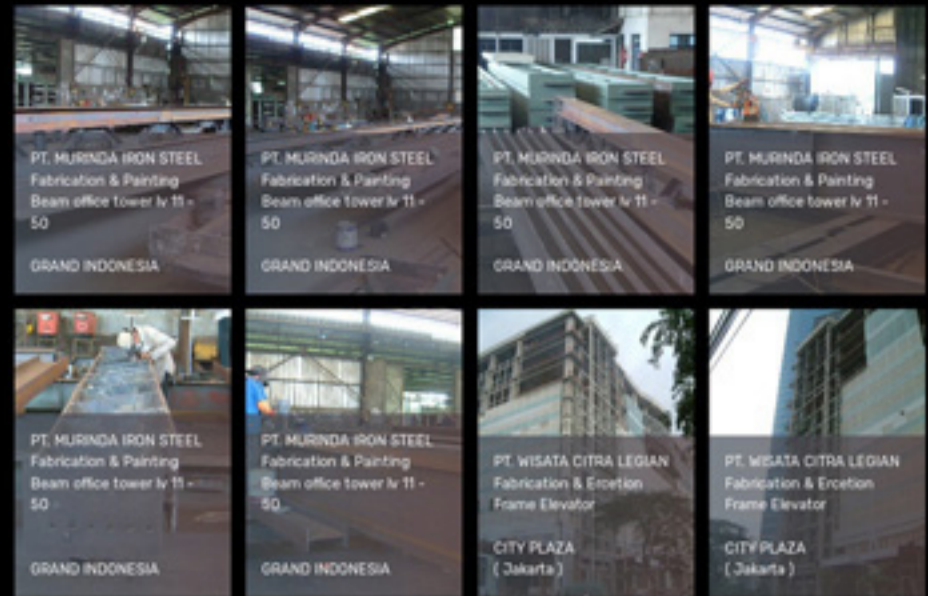 PT. MURINDA IRON STEEL
Fabrication & Painting
Beam office tower lv 11 -
50
GRAND INDONESIA
PT. MURINDA IRON STEEL
Fabrication & Painting
Beam office tower lv 11 -
50
GRAND INDONESIA
PT. MURINDA IRON STEEL
Fabrication & Painting
Beam office tower lv 11 -
50
GRAND INDONESIA
PT. MURINDA IRON STEEL
Fabrication & Painting
Beam office tower lv 11 -
50
GRAND INDONESIA
PT. MURINDA IRON STEEL
Fabrication & Painting
Beam office tower lv 11 -
50
GRAND INDONESIA
PT. MURINDA IRON STEEL
Fabrication & Painting
Beam office tower lv 11 -
50
GRAND INDONESIA
PT. WISATA CITRA LEGIAN
Fabrication & Ercetion
Frame Elevator
CITY PLAZA
( Jakarta )
PT. WISATA CITRA LEGIAN
Fabrication & Ercetion
Frame Elevator
CITY PLAZA
( Jakarta )